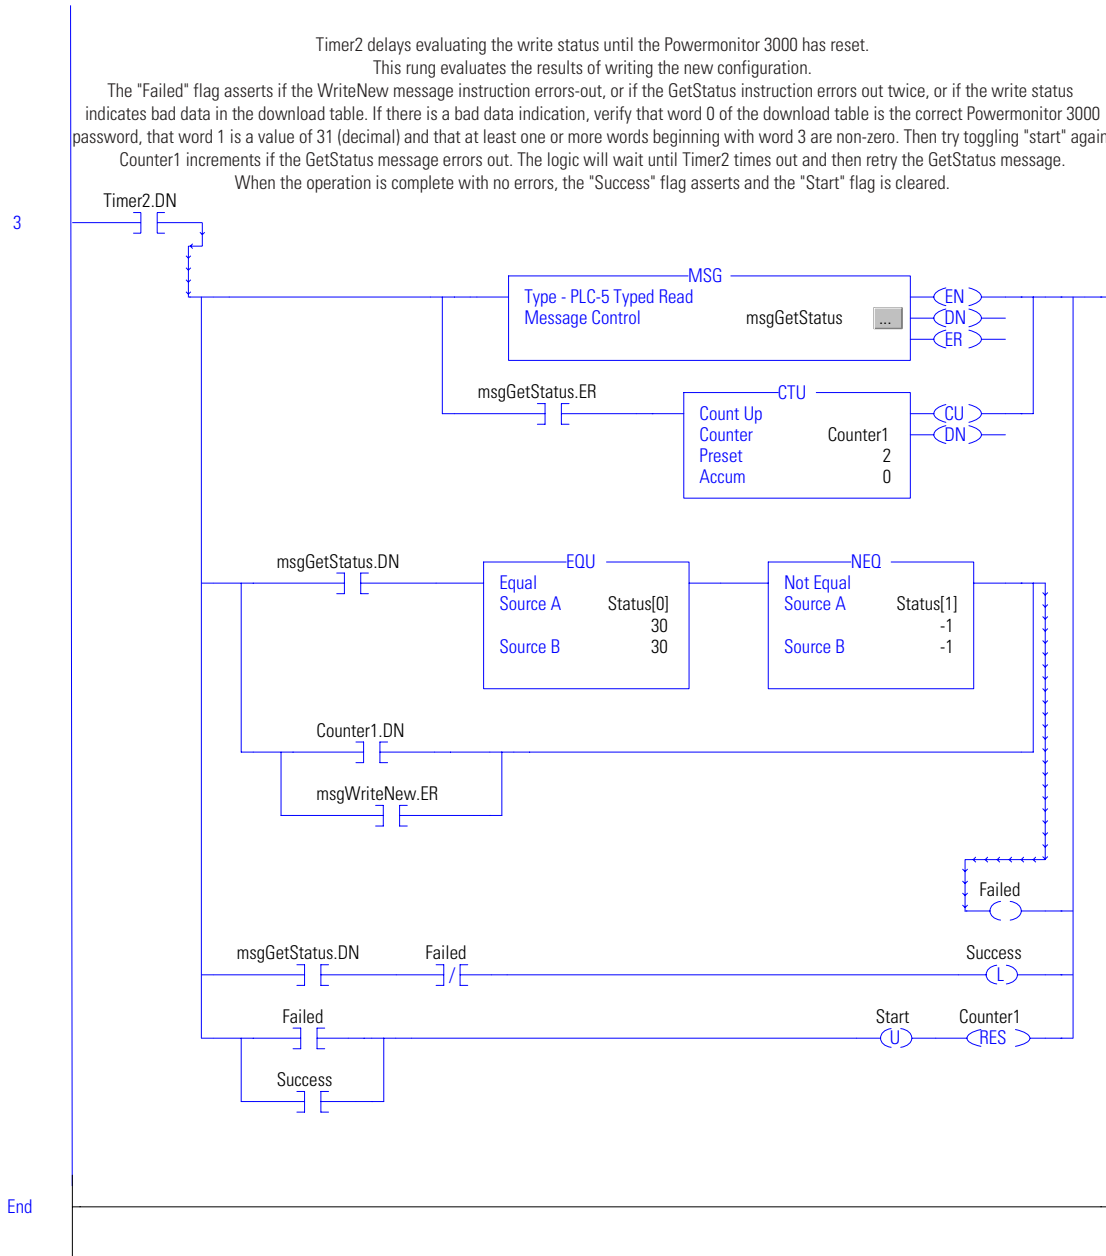 Timer2 delays evaluating the write status until the Powermonitor 3000 has reset.
This rung evaluates the results of writing the new configuration.
The "Failed" flag asserts if the WriteNew message instruction errors-out, or if the GetStatus instruction errors out twice, or if the write status
indicates bad data in the download table. If there is a bad data indication, verify that word 0 of the download table is the correct Powermonitor 3000
password, that word 1 is a value of 31 (decimal) and that at least one or more words beginning with word 3 are non-zero. Then try toggling "start" again
Counter1 increments if the GetStatus message errors out. The logic will wait until Timer2 times out and then retry the GetStatus message.
When the operation is complete with no errors, the "Success" flag asserts and the "Start" flag is cleared.
Timer2.DN
3
MSG
Type - PLC-5 Typed Read
Message Control msgGetStatus ...
EN
DN
ER
msgGetStatus.ER
CTU
Count Up
Counter Counter1
Preset 2
Accum 0
CU
DN
msgGetStatus.DN
EQU
Equal
Source A Status[0]
30
Source B 30
NEQ
Not Equal
Source A Status[1]
-1
Source B -1
Counter1.DN
msgWriteNew.ER
Failed
msgGetStatus.DN Failed Success
L
Failed Start Counter1
U RES
Success
End